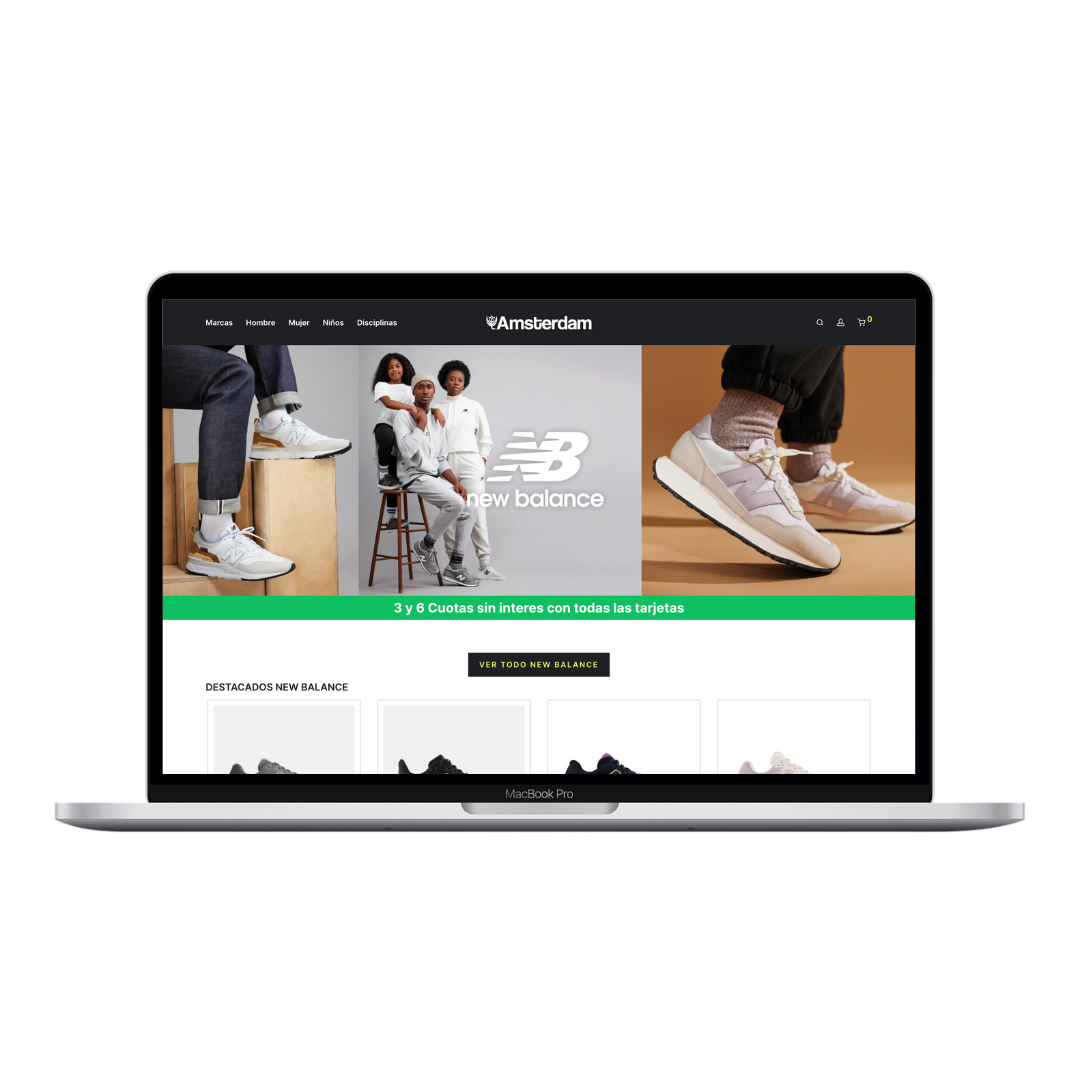 Marcas Hombre Mujer Niños Disciplinas Amsterdam 0
new balance
3 y 6 Cuotas sin interes con todas las tarjetas
VER TODO NEW BALANCE
DESTACADOS NEW BALANCE
MacBook Pro